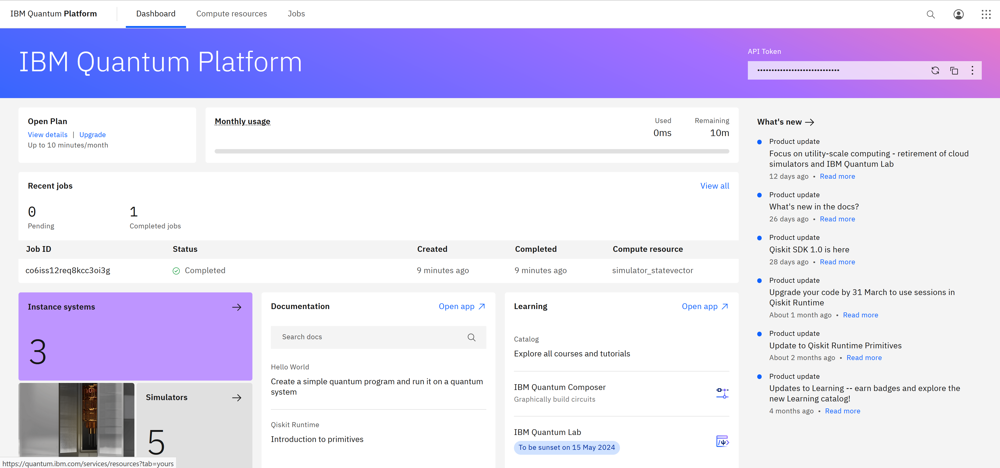 IBM Quantum Platform
Dashboard
Compute resources
Jobs
IBM Quantum Platform
API Token
•••••••••••••••••••••••••••••
Open Plan
View details | Upgrade
Up to 10 minutes/month
Monthly usage
Used
0ms
Remaining
10m
Recent jobs
View all
0
Pending
1
Completed jobs
Job ID
Status
Created
Completed
Compute resource
co6iss12req8kcc3oi3g
Completed
9 minutes ago
9 minutes ago
simulator_statevector
Instance systems
3
Simulators
5
Documentation
Open app
Search docs
Hello World
Create a simple quantum program and run it on a quantum
system
Qiskit Runtime
Introduction to primitives
Learning
Open app
Catalog
Explore all courses and tutorials
IBM Quantum Composer
Graphically build circuits
IBM Quantum Lab
To be sunset on 15 May 2024
What's new
Product update
Focus on utility-scale computing - retirement of cloud
simulators and IBM Quantum Lab
12 days ago • Read more
Product update
What's new in the docs?
26 days ago • Read more
Product update
Qiskit SDK 1.0 is here
28 days ago • Read more
Product update
Upgrade your code by 31 March to use sessions in
Qiskit Runtime
About 1 month ago • Read more
Product update
Update to Qiskit Runtime Primitives
About 2 months ago • Read more
Product update
Updates to Learning -- earn badges and explore the
new Learning catalog!
4 months ago • Read more
https://quantum.ibm.com/services/resources?tab=yours